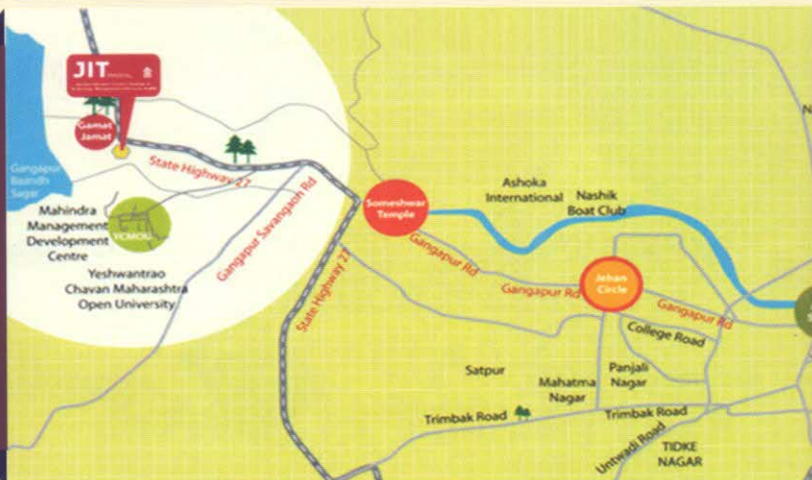 JIT
Gamat
Jamat
State Highway 27
Gangapur
Baandh
Sagar
Mahindra
Management
Development
Centre
YCMOU
Yeshwantrao
Chavan Maharashtra
Open University
Gangapur Savangaon Rd
State Highway 27
Someshwar
Temple
Ashoka
International
Nashik
Boat Club
Gangapur Rd
Gangapur Rd
Jehan
Circle
Gangapur Rd
College Road
Satpur
Mahatma
Nagar
Panjali
Nagar
Trimbak Road
Trimbak Road
Untwadi Road
TIDKE
NAGAR
N